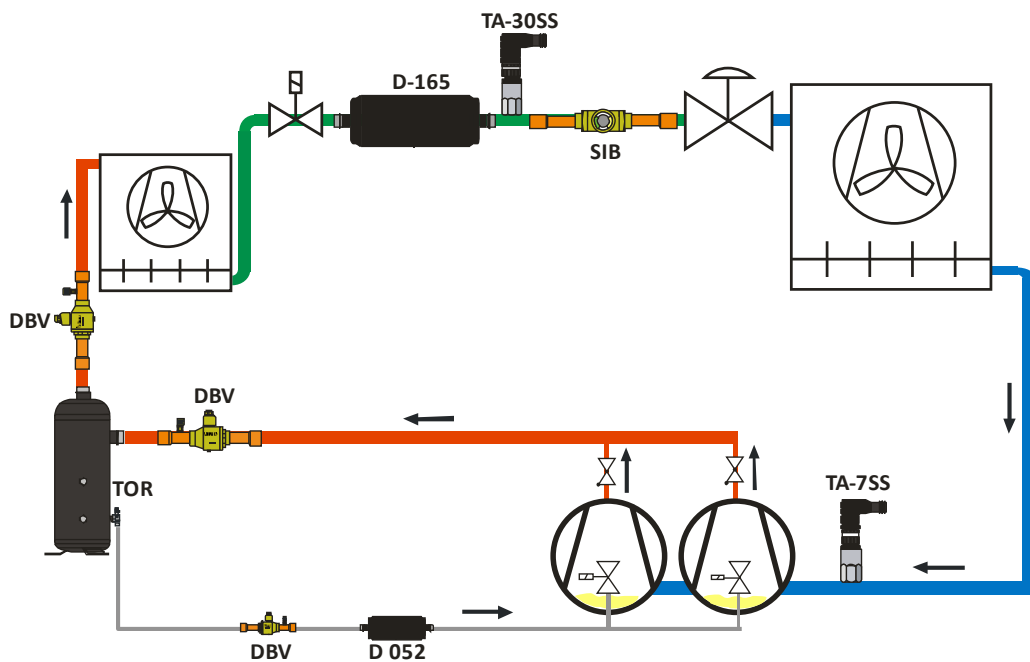 TA-30SS
D-165
SIB
DBV
DBV
TOR
TA-7SS
DBV
D 052